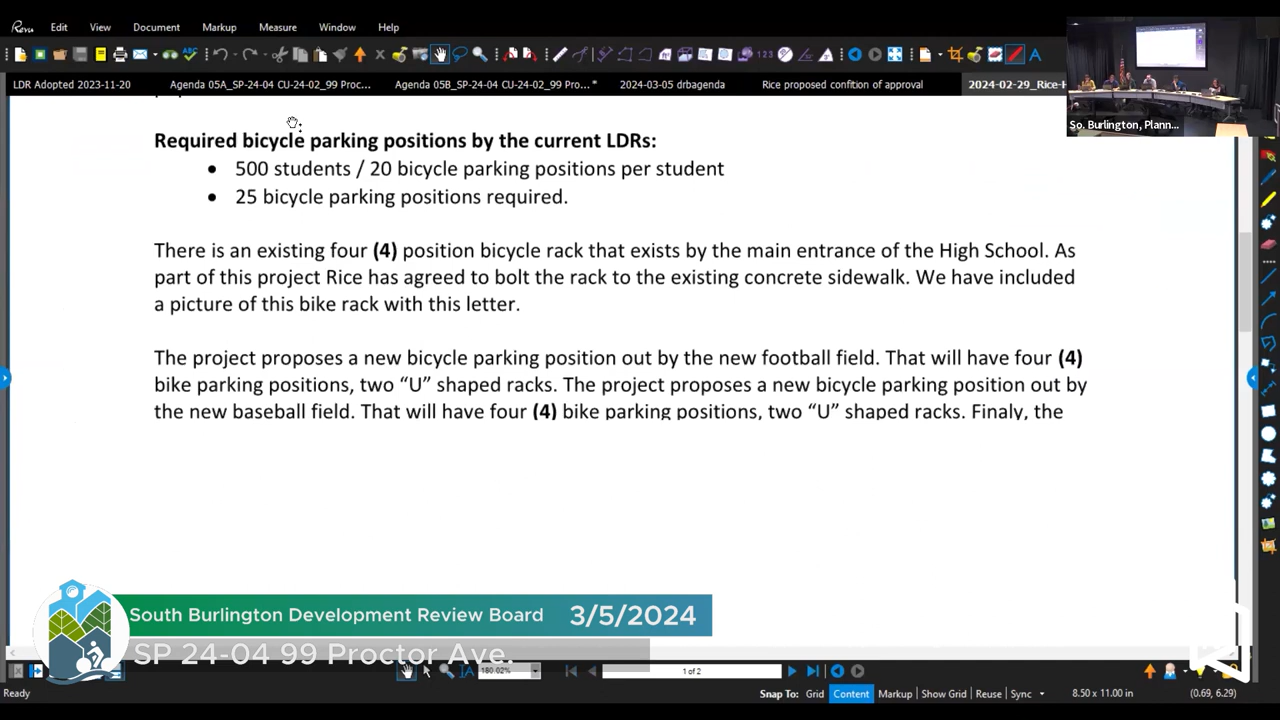 Revu Edit View Document Markup Measure Window Help
LDR Adopted 2023-11-20 Agenda 05A_SP-24-04 CU-24-02_99 Proc... Agenda 05B_SP-24-04 CU-24-02_99 Proc...* 2024-03-05 drbagenda Rice proposed confition of approval 2024-02-29_Rice-H
So. Burlington, Plann...
Required bicycle parking positions by the current LDRs:
• 500 students / 20 bicycle parking positions per student
• 25 bicycle parking positions required.
There is an existing four (4) position bicycle rack that exists by the main entrance of the High School. As
part of this project Rice has agreed to bolt the rack to the existing concrete sidewalk. We have included
a picture of this bike rack with this letter.
The project proposes a new bicycle parking position out by the new football field. That will have four (4)
bike parking positions, two “U” shaped racks. The project proposes a new bicycle parking position out by
the new baseball field. That will have four (4) bike parking positions, two “U” shaped racks. Finaly, the
South Burlington Development Review Board 3/5/2024
SP 24-04 99 Proctor Ave.
180.02% 1 of 2
Ready Snap To: Grid Content Markup Show Grid Reuse Sync 8.50 x 11.00 in (0.69, 6.29)